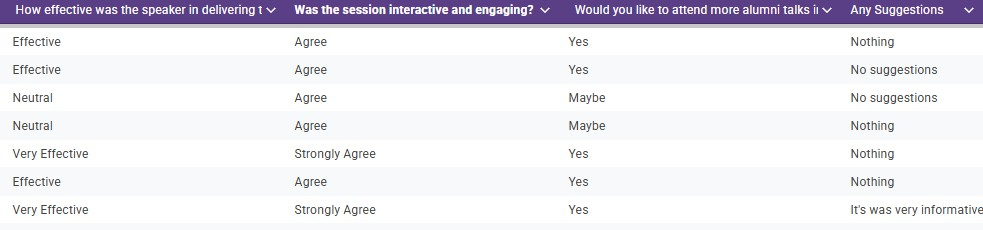 How effective was the speaker in delivering t Was the session interactive and engaging? Would you like to attend more alumni talks i Any Suggestions
Effective Agree Yes Nothing
Effective Agree Yes No suggestions
Neutral Agree Maybe No suggestions
Neutral Agree Maybe Nothing
Very Effective Strongly Agree Yes Nothing
Effective Agree Yes Nothing
Very Effective Strongly Agree Yes It's was very informative